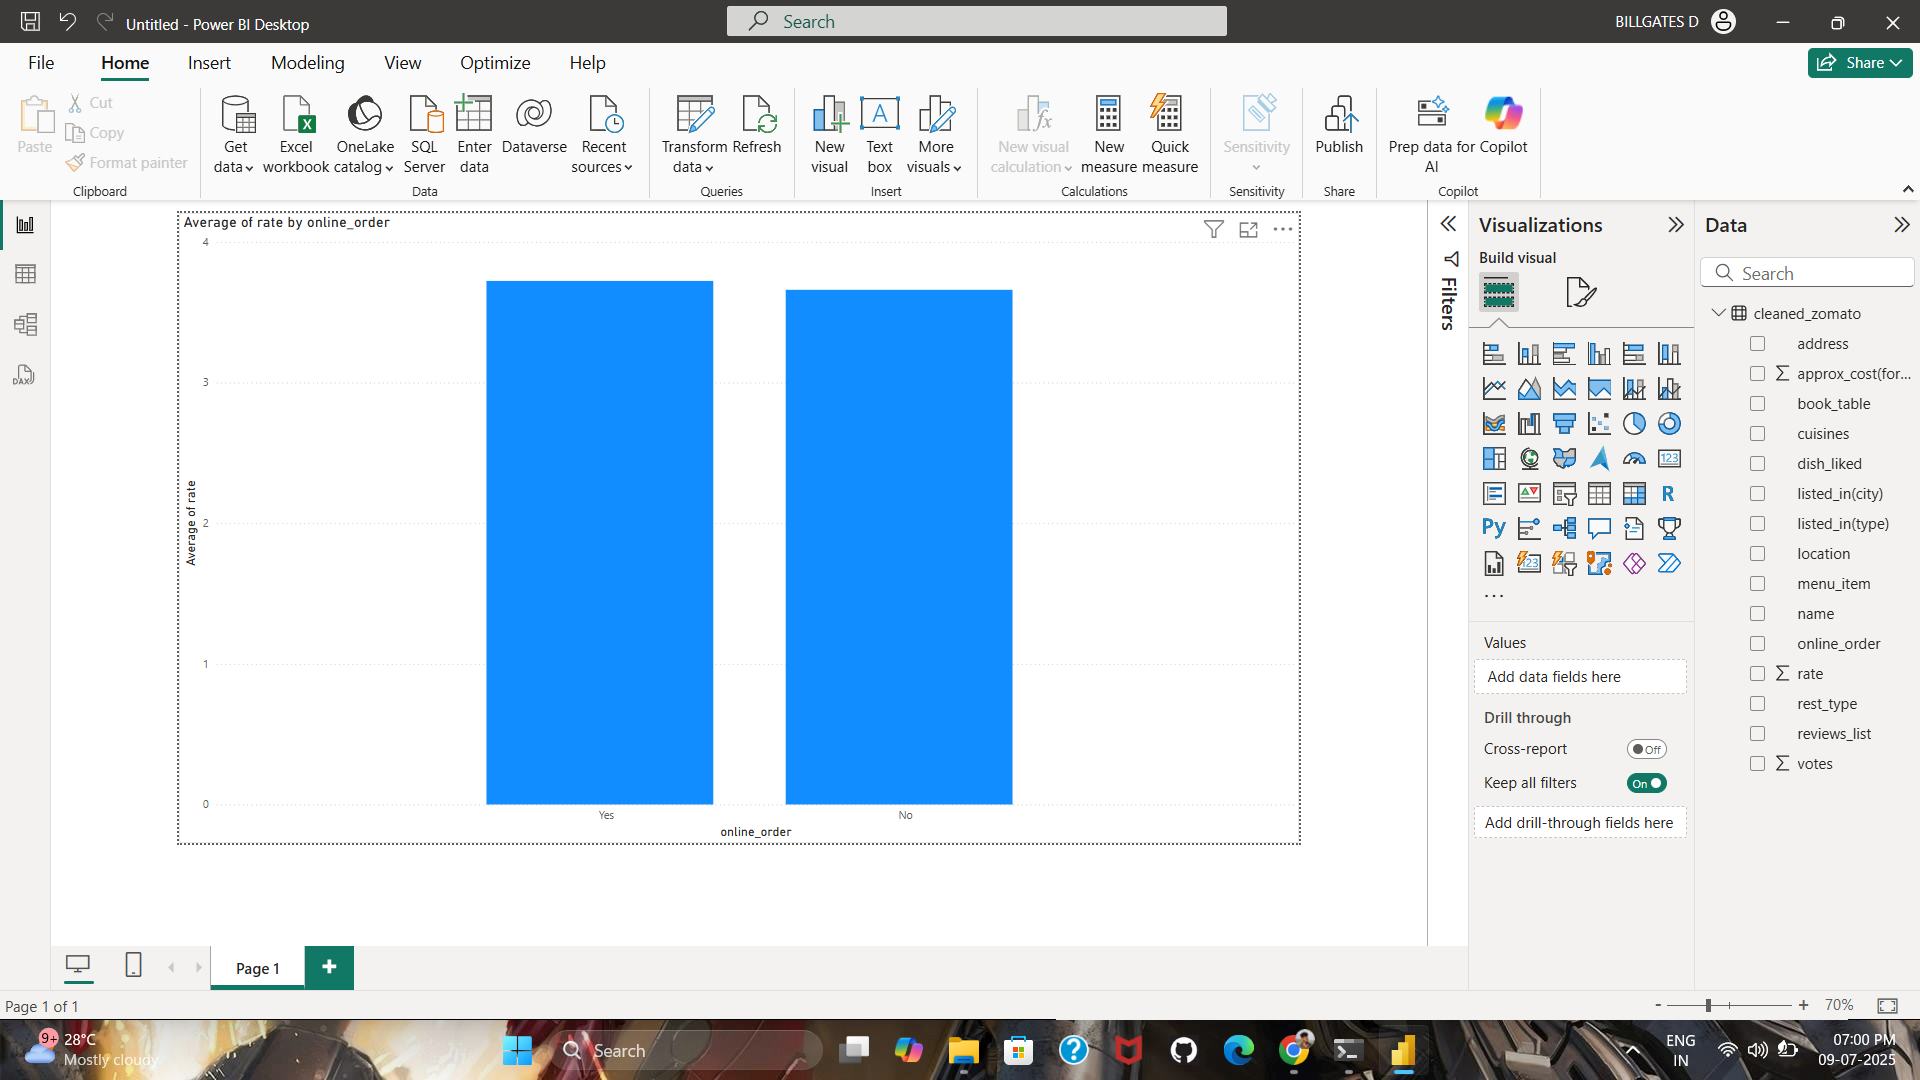 Untitled - Power BI Desktop
Search
BILLGATES D
File
Home
Insert
Modeling
View
Optimize
Help
Share
Paste
Cut
Copy
Format painter
Clipboard
Get data
Excel workbook
OneLake catalog
SQL Server
Enter data
Dataverse
Recent sources
Data
Transform data
Refresh
Queries
New visual
A
Text box
More visuals
Insert
New visual calculation
New measure
Quick measure
Calculations
Sensitivity
Sensitivity
Publish
Share
Prep data for AI
Copilot
Copilot
DAX
Average of rate by online_order
4
3
2
1
0
Average of rate
Yes
No
online_order
Filters
Visualizations
Build visual
123
R
Py
123
Values
Add data fields here
Drill through
Cross-report
Off
Keep all filters
On
Add drill-through fields here
Data
Search
cleaned_zomato
address
approx_cost(for...
book_table
cuisines
dish_liked
listed_in(city)
listed_in(type)
location
menu_item
name
online_order
rate
rest_type
reviews_list
votes
Page 1
Page 1 of 1
- + 70%
9+
28°C
Mostly cloudy
Search
ENG
IN
07:00 PM
09-07-2025